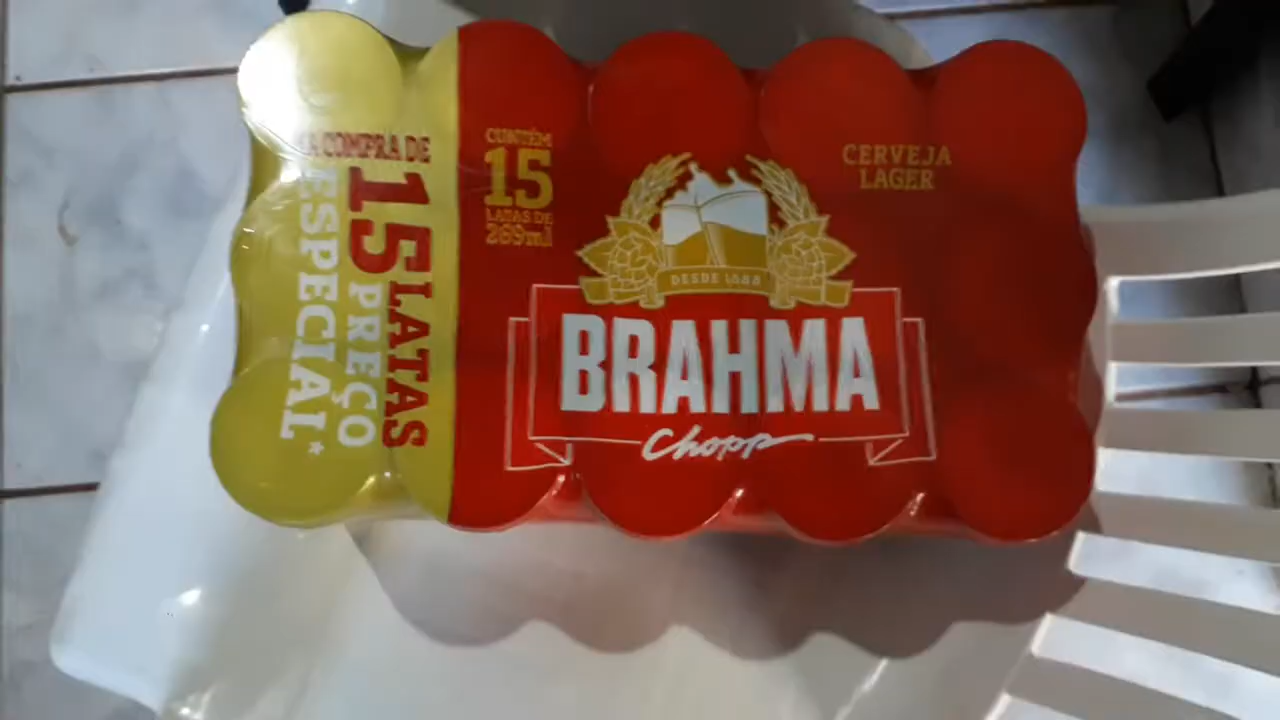 COMPRA DE
15 LATAS
PREÇO
ESPECIAL*
CONTÉM
15
LATAS DE
269ml
CERVEJA
LAGER
DESDE 1888
BRAHMA
Chopp